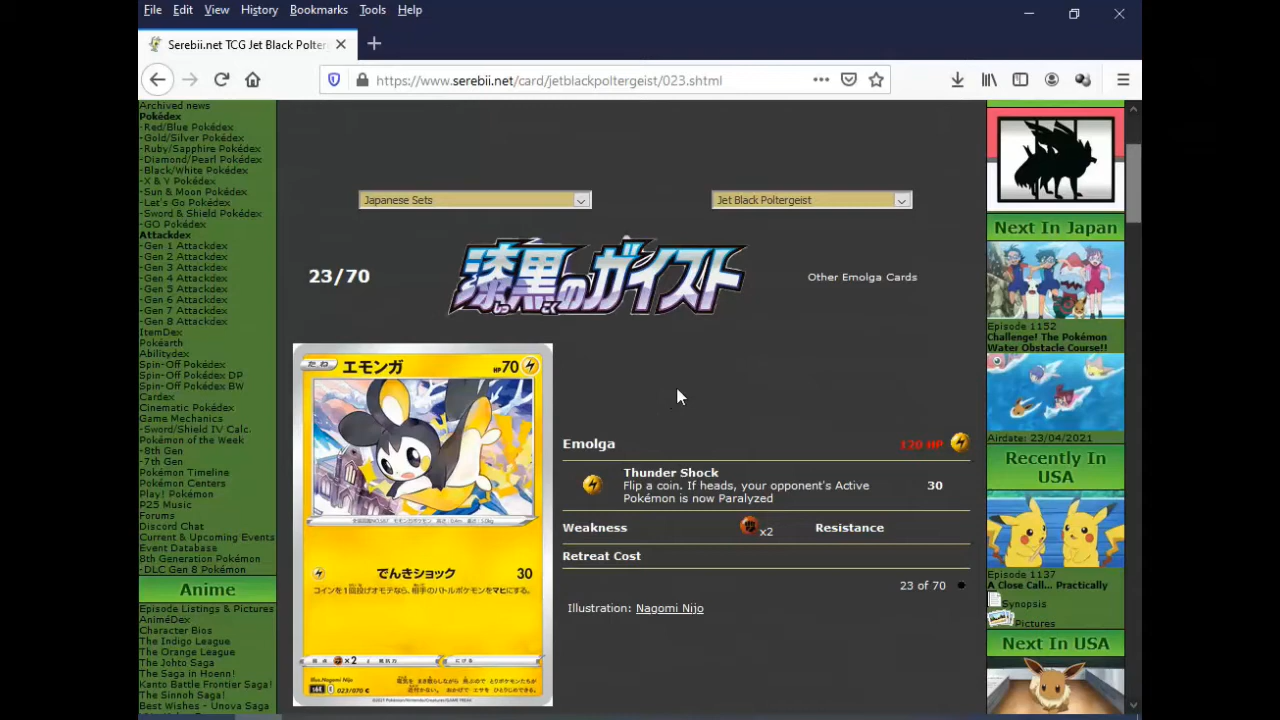 File Edit View History Bookmarks Tools Help
Serebii.net TCG Jet Black Polter
https://www.serebii.net/card/jetblackpoltergeist/023.shtml
Archived news
Pokédex
-Red/Blue Pokédex
-Gold/Silver Pokédex
-Ruby/Sapphire Pokédex
-Diamond/Pearl Pokédex
-Black/White Pokédex
-X & Y Pokédex
-Sun & Moon Pokédex
-Let's Go Pokédex
-Sword & Shield Pokédex
-GO Pokédex
Attackdex
-Gen 1 Attackdex
-Gen 2 Attackdex
-Gen 3 Attackdex
-Gen 4 Attackdex
-Gen 5 Attackdex
-Gen 6 Attackdex
-Gen 7 Attackdex
-Gen 8 Attackdex
ItemDex
Pokéarth
Abilitydex
Spin-Off Pokédex
Spin-Off Pokédex DP
Spin-Off Pokédex BW
Cardex
Cinematic Pokédex
Game Mechanics
-Sword/Shield IV Calc.
Pokémon of the Week
-8th Gen
-7th Gen
Pokémon Timeline
Pokémon Centers
Play! Pokémon
P25 Music
Forums
Discord Chat
Current & Upcoming Events
Event Database
8th Generation Pokémon
-DLC Gen 8 Pokémon
Anime
Episode Listings & Pictures
AniméDex
Character Bios
The Indigo League
The Orange League
The Johto Saga
The Saga in Hoenn!
Kanto Battle Frontier Saga!
The Sinnoh Saga!
Best Wishes - Unova Saga
Japanese Sets
Jet Black Poltergeist
23/70
漆黒のガイスト
しっこく
Other Emolga Cards
たね
エモンガ
HP70
でんきショック 30
コインを1回投げオモテなら、相手のバトルポケモンをマヒにする。
×2
Illus.Nagomi Nijo
023/070 C
Emolga
120 HP
Thunder Shock
Flip a coin. If heads, your opponent's Active
Pokémon is now Paralyzed
30
Weakness
x2
Resistance
Retreat Cost
23 of 70
Illustration: Nagomi Nijo
Next In Japan
Episode 1152
Challenge! The Pokémon
Water Obstacle Course!!
Airdate: 23/04/2021
Recently In
USA
Episode 1137
A Close Call... Practically
Synopsis
Pictures
Next In USA